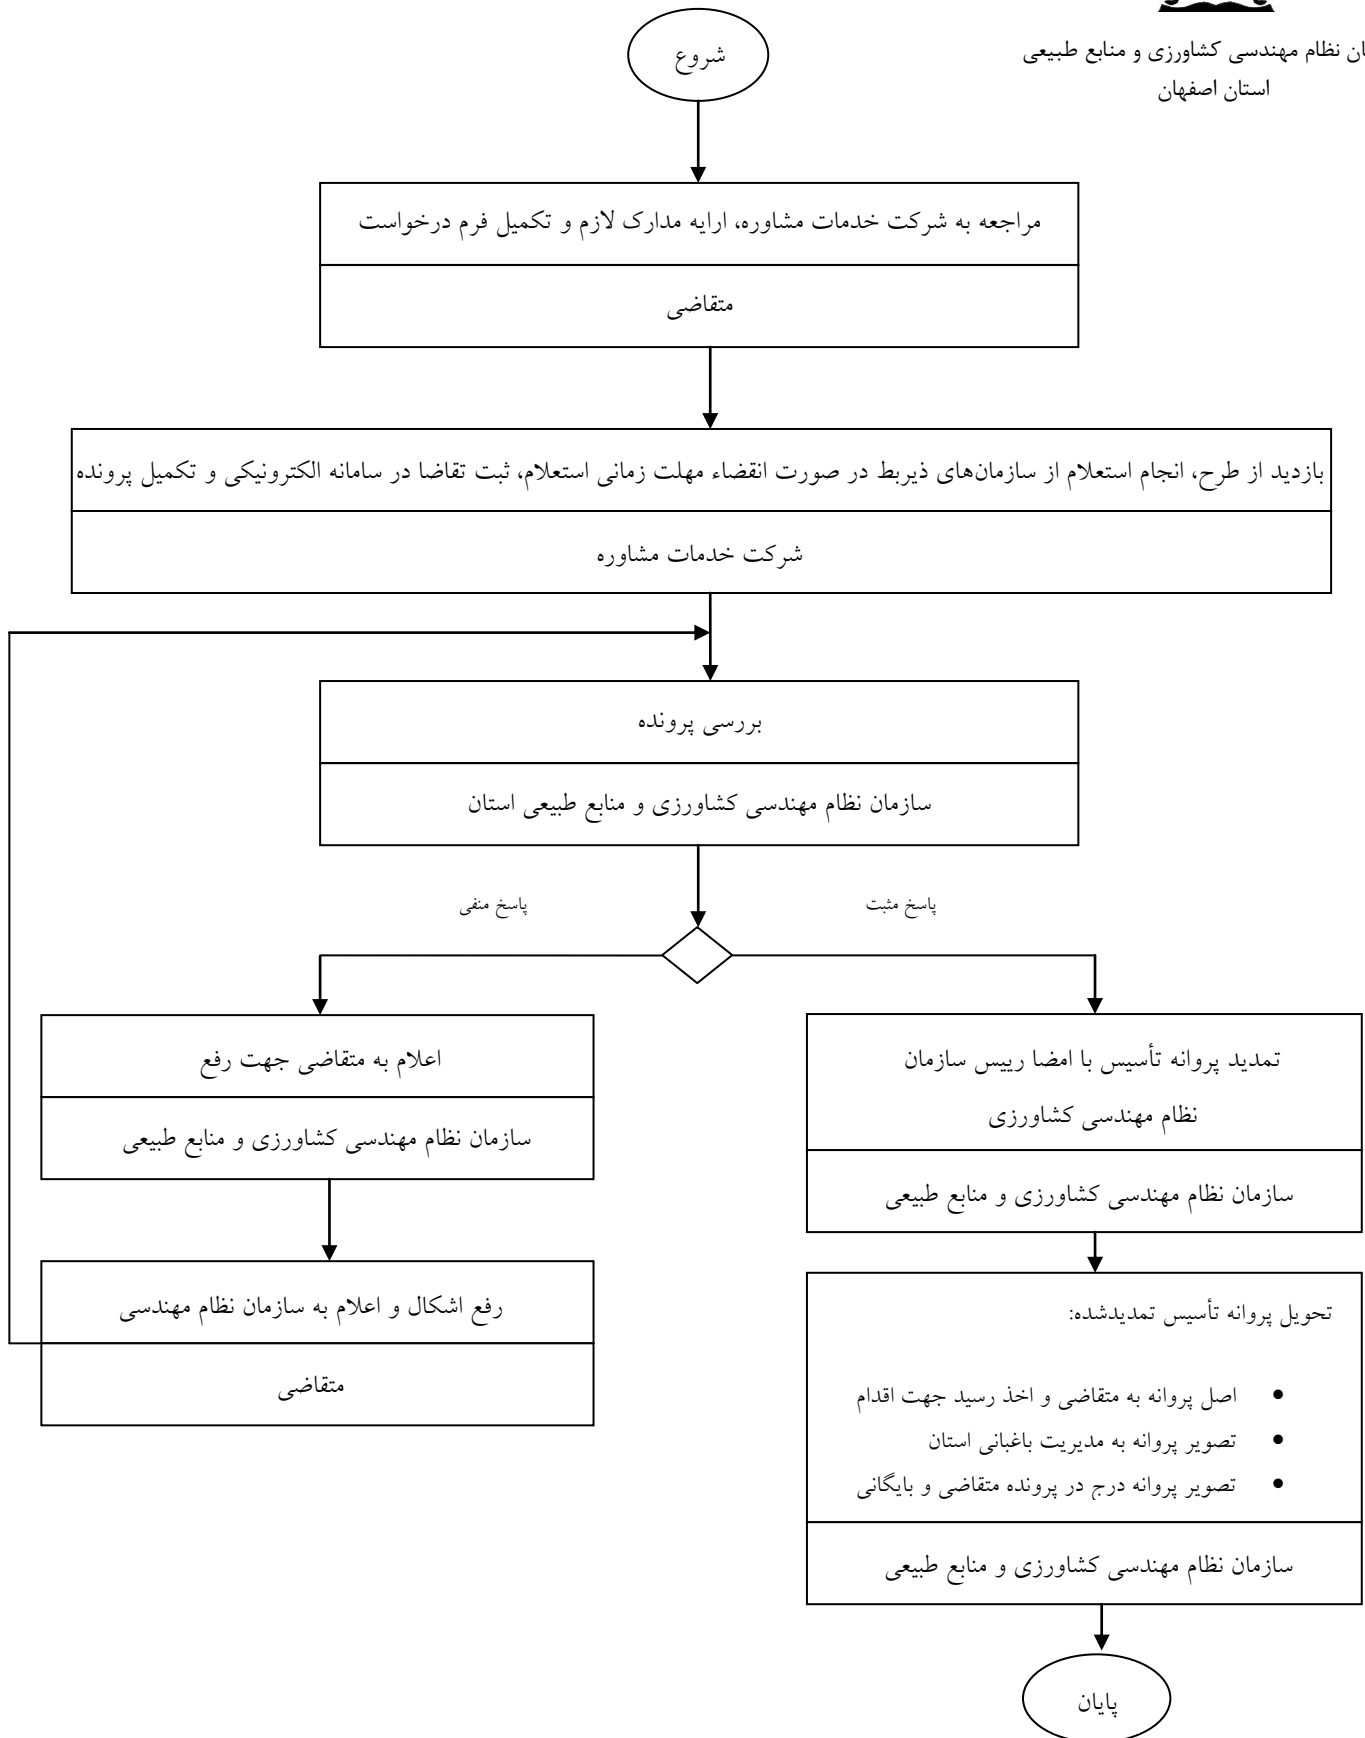 نظام مهندسی کشاورزی و منابع طبیعی
استان اصفهان
شروع
مراجعه به شرکت خدمات مشاوره، ارایه مدارک لازم و تکمیل فرم درخواست
متقاضی
بازدید از طرح، انجام استعلام از سازمان‌های ذیربط در صورت انقضاء مهلت زمانی استعلام، ثبت تقاضا در سامانه الکترونیکی و تکمیل پرونده
شرکت خدمات مشاوره
بررسی پرونده
سازمان نظام مهندسی کشاورزی و منابع طبیعی استان
پاسخ مثبت
پاسخ منفی
تمدید پروانه تأسیس با امضا رییس سازمان
نظام مهندسی کشاورزی
سازمان نظام مهندسی کشاورزی و منابع طبیعی
اعلام به متقاضی جهت رفع
سازمان نظام مهندسی کشاورزی و منابع طبیعی
رفع اشکال و اعلام به سازمان نظام مهندسی
متقاضی
تحویل پروانه تأسیس تمدیدشده:
• اصل پروانه به متقاضی و اخذ رسید جهت اقدام
• تصویر پروانه به مدیریت باغبانی استان
• تصویر پروانه درج در پرونده متقاضی و بایگانی
سازمان نظام مهندسی کشاورزی و منابع طبیعی
پایان